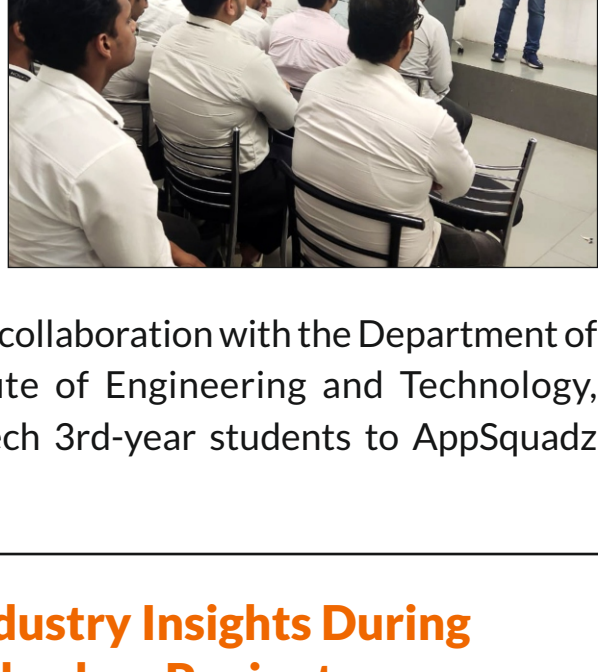 collaboration with the Department of
ute of Engineering and Technology,
ech 3rd-year students to AppSquadz
dustry Insights During